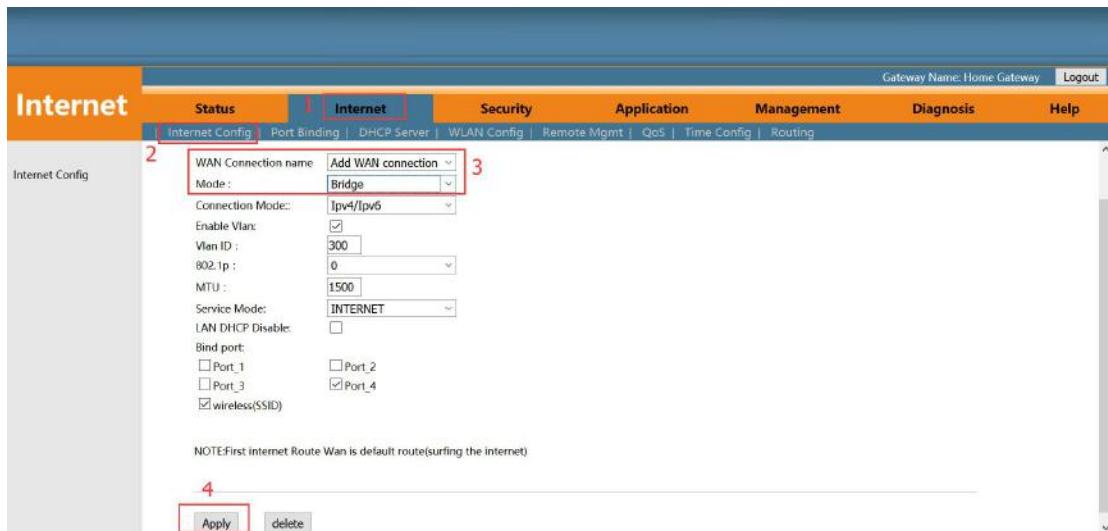 Gateway Name: Home Gateway Logout
Internet
Status 1 Internet Security Application Management Diagnosis Help
| Internet Config | Port Binding | DHCP Server | WLAN Config | Remote Mgmt | QoS | Time Config | Routing
2
Internet Config
WAN Connection name Add WAN connection 3
Mode : Bridge
Connection Mode:: Ipv4/Ipv6
Enable Vlan:
Vlan ID : 300
802.1p : 0
MTU : 1500
Service Mode: INTERNET
LAN DHCP Disable:
Bind port:
Port_1 Port_2
Port_3 Port_4
wireless(SSID)
NOTE:First internet Route Wan is default route(surfing the internet)
4
Apply delete